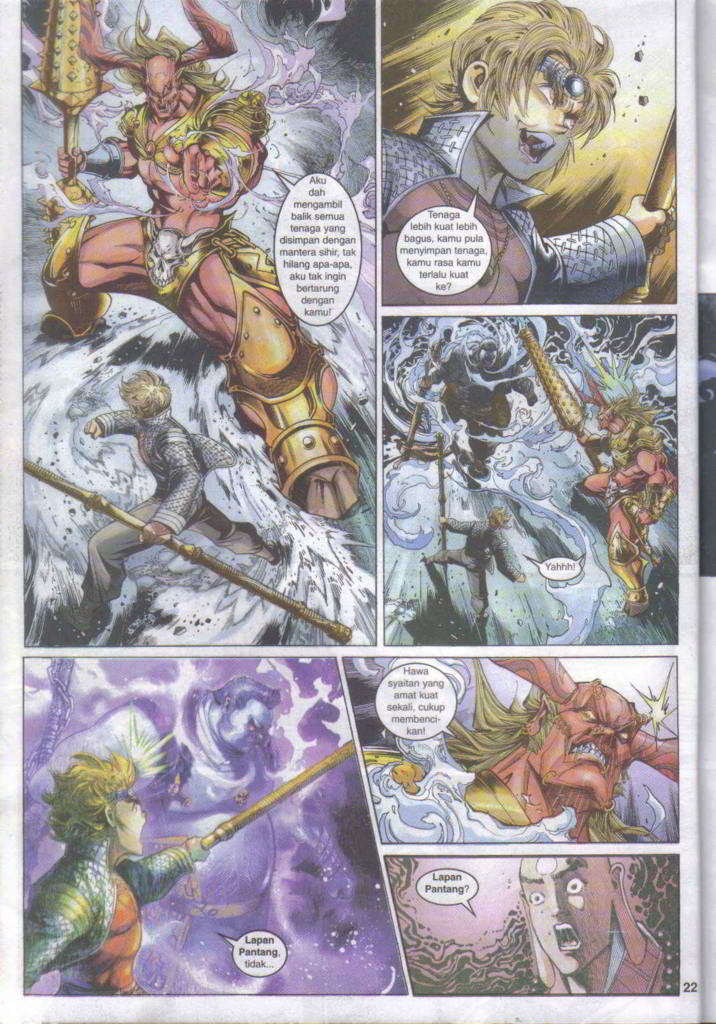 Aku
dah
mengambil
balik semua
tenaga yang
disimpan dengan
mantera sihir, tak
hilang apa-apa,
aku tak ingin
bertarung
dengan
kamu!
Tenaga
lebih kuat lebih
bagus, kamu pula
menyimpan tenaga,
kamu rasa kamu
terlalu kuat
ke?
Yahhh!
Lapan
Pantang,
tidak...
Hawa
syaitan yang
amat kuat
sekali, cukup
membenci-
kan!
Lapan
Pantang?
22